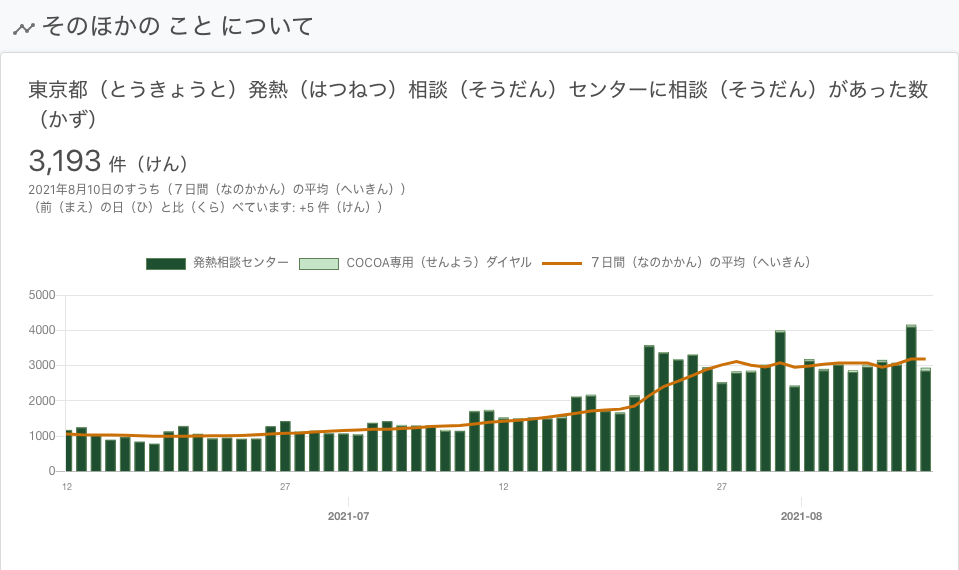 そのほかの こと について
東京都（とうきょうと）発熱（はつねつ）相談（そうだん）センターに相談（そうだん）があった数
（かず）
3,193 件（けん）
2021年8月10日のすうち（７日間（なのかかん）の平均（へいきん））
（前（まえ）の日（ひ）と比（くら）べています: +5 件（けん））
発熱相談センター COCOA専用（せんよう）ダイヤル ７日間（なのかかん）の平均（へいきん）
5000
4000
3000
2000
1000
0
12 27 12 27
2021-07 2021-08